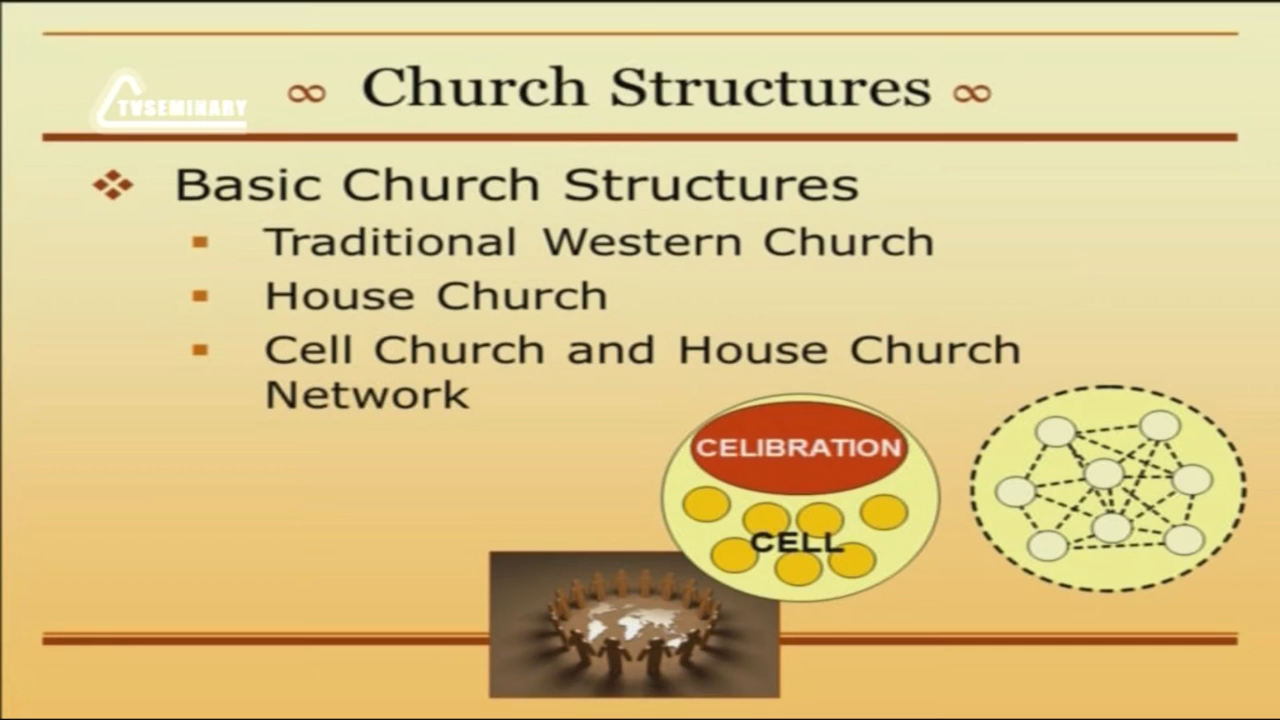 TVSEMINARY
∞ Church Structures ∞
Basic Church Structures
Traditional Western Church
House Church
Cell Church and House Church
Network
CELIBRATION
CELL